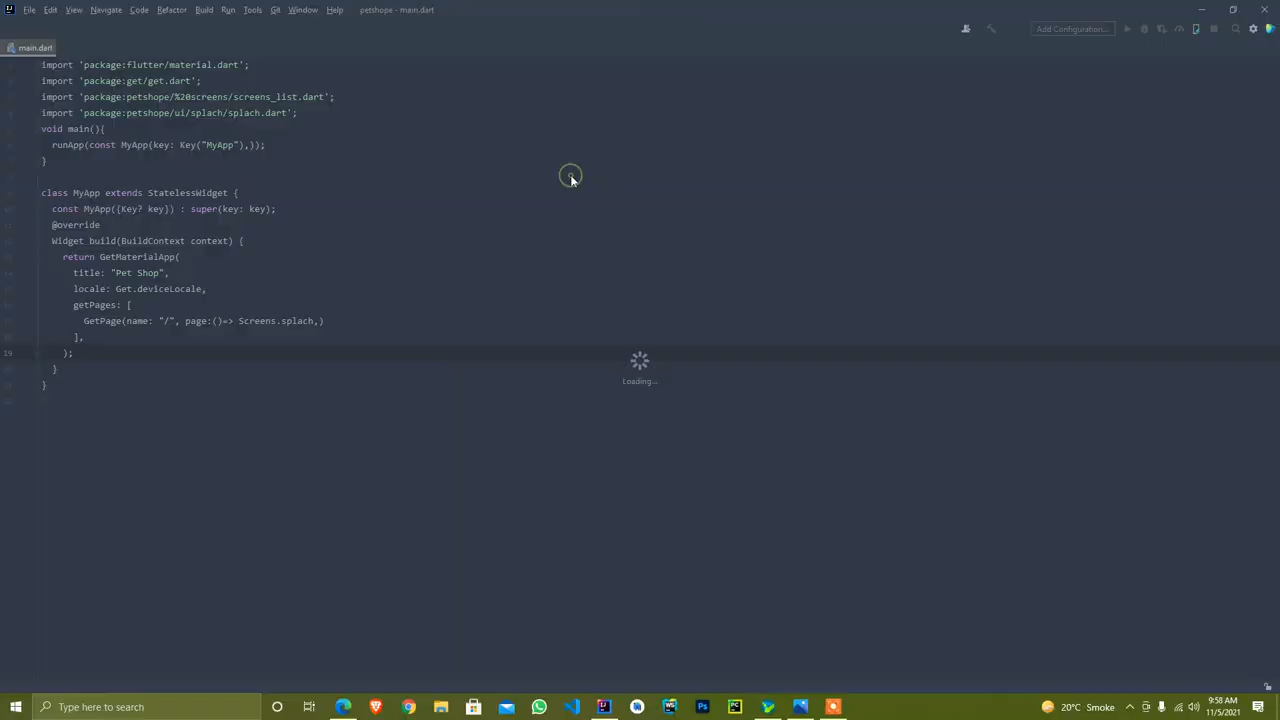 File Edit View Navigate Code Refactor Build Run Tools Git Window Help petshope - main.dart
Add Configuration...
main.dart
import 'package:flutter/material.dart';
import 'package:get/get.dart';
import 'package:petshope/%20screens/screens_list.dart';
import 'package:petshope/ui/splach/splach.dart';
void main(){
runApp(const MyApp(key: Key("MyApp"),));
}
class MyApp extends StatelessWidget {
const MyApp({Key? key}) : super(key: key);
@override
Widget build(BuildContext context) {
return GetMaterialApp(
title: "Pet Shop",
locale: Get.deviceLocale,
getPages: [
GetPage(name: "/", page:()=> Screens.splach,)
],
19 );
}
}
Loading...
Type here to search
20°C Smoke
9:58 AM
11/5/2021